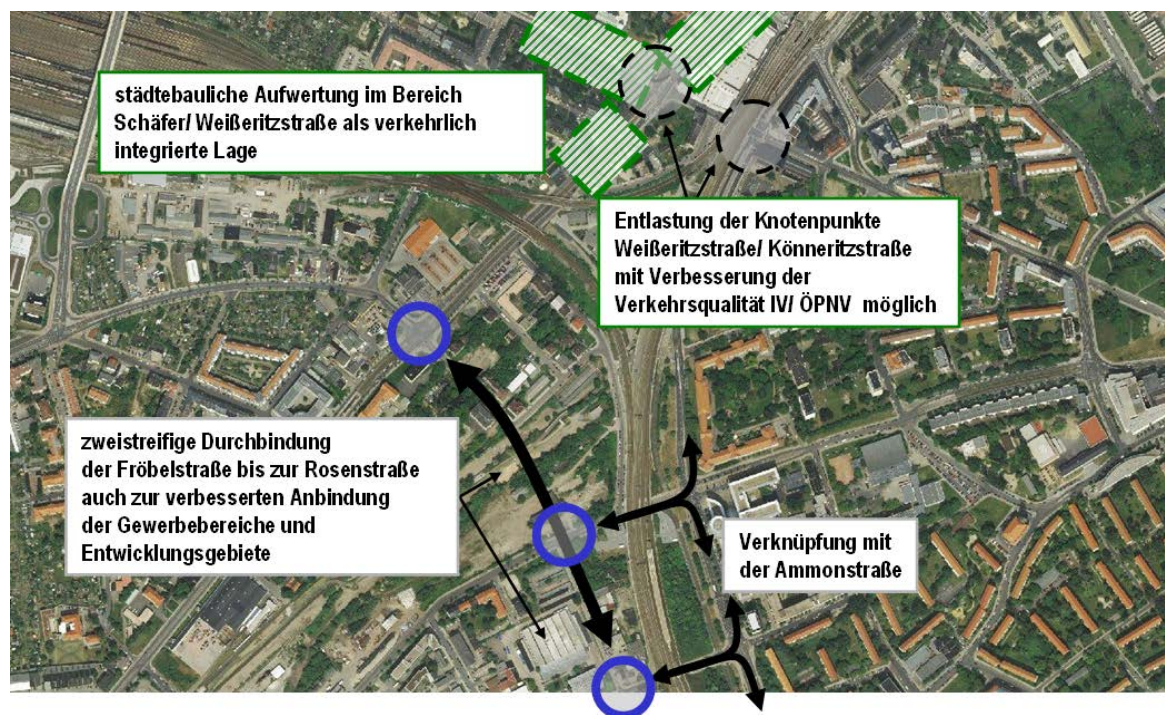 städtebauliche Aufwertung im Bereich
Schäfer/ Weißeritzstraße als verkehrlich
integrierte Lage
Entlastung der Knotenpunkte
Weißeritzstraße/ Könneritzstraße
mit Verbesserung der
Verkehrsqualität IV/ ÖPNV möglich
zweistreifige Durchbindung
der Fröbelstraße bis zur Rosenstraße
auch zur verbesserten Anbindung
der Gewerbebereiche und
Entwicklungsgebiete
Verknüpfung mit
der Ammonstraße